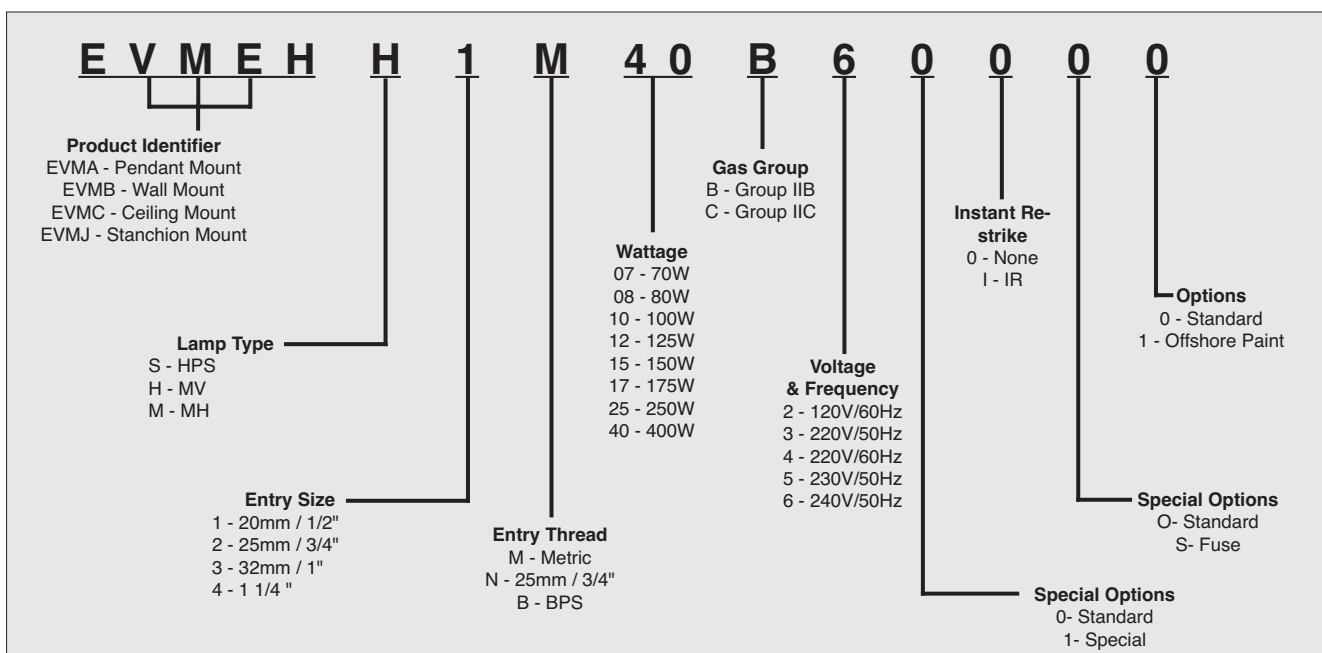 E V M E H H 1 M 4 0 B 6 0 0 0 0
Product Identifier
EVMA - Pendant Mount
EVMB - Wall Mount
EVMC - Ceiling Mount
EVMJ - Stanchion Mount
Lamp Type
S - HPS
H - MV
M - MH
Entry Size
1 - 20mm / 1/2"
2 - 25mm / 3/4"
3 - 32mm / 1"
4 - 1 1/4 "
Entry Thread
M - Metric
N - 25mm / 3/4"
B - BPS
Wattage
07 - 70W
08 - 80W
10 - 100W
12 - 125W
15 - 150W
17 - 175W
25 - 250W
40 - 400W
Gas Group
B - Group IIB
C - Group IIC
Voltage
& Frequency
2 - 120V/60Hz
3 - 220V/50Hz
4 - 220V/60Hz
5 - 230V/50Hz
6 - 240V/50Hz
Special Options
0- Standard
1- Special
Instant Re-
strike
0 - None
I - IR
Special Options
O- Standard
S- Fuse
Options
0 - Standard
1 - Offshore Paint